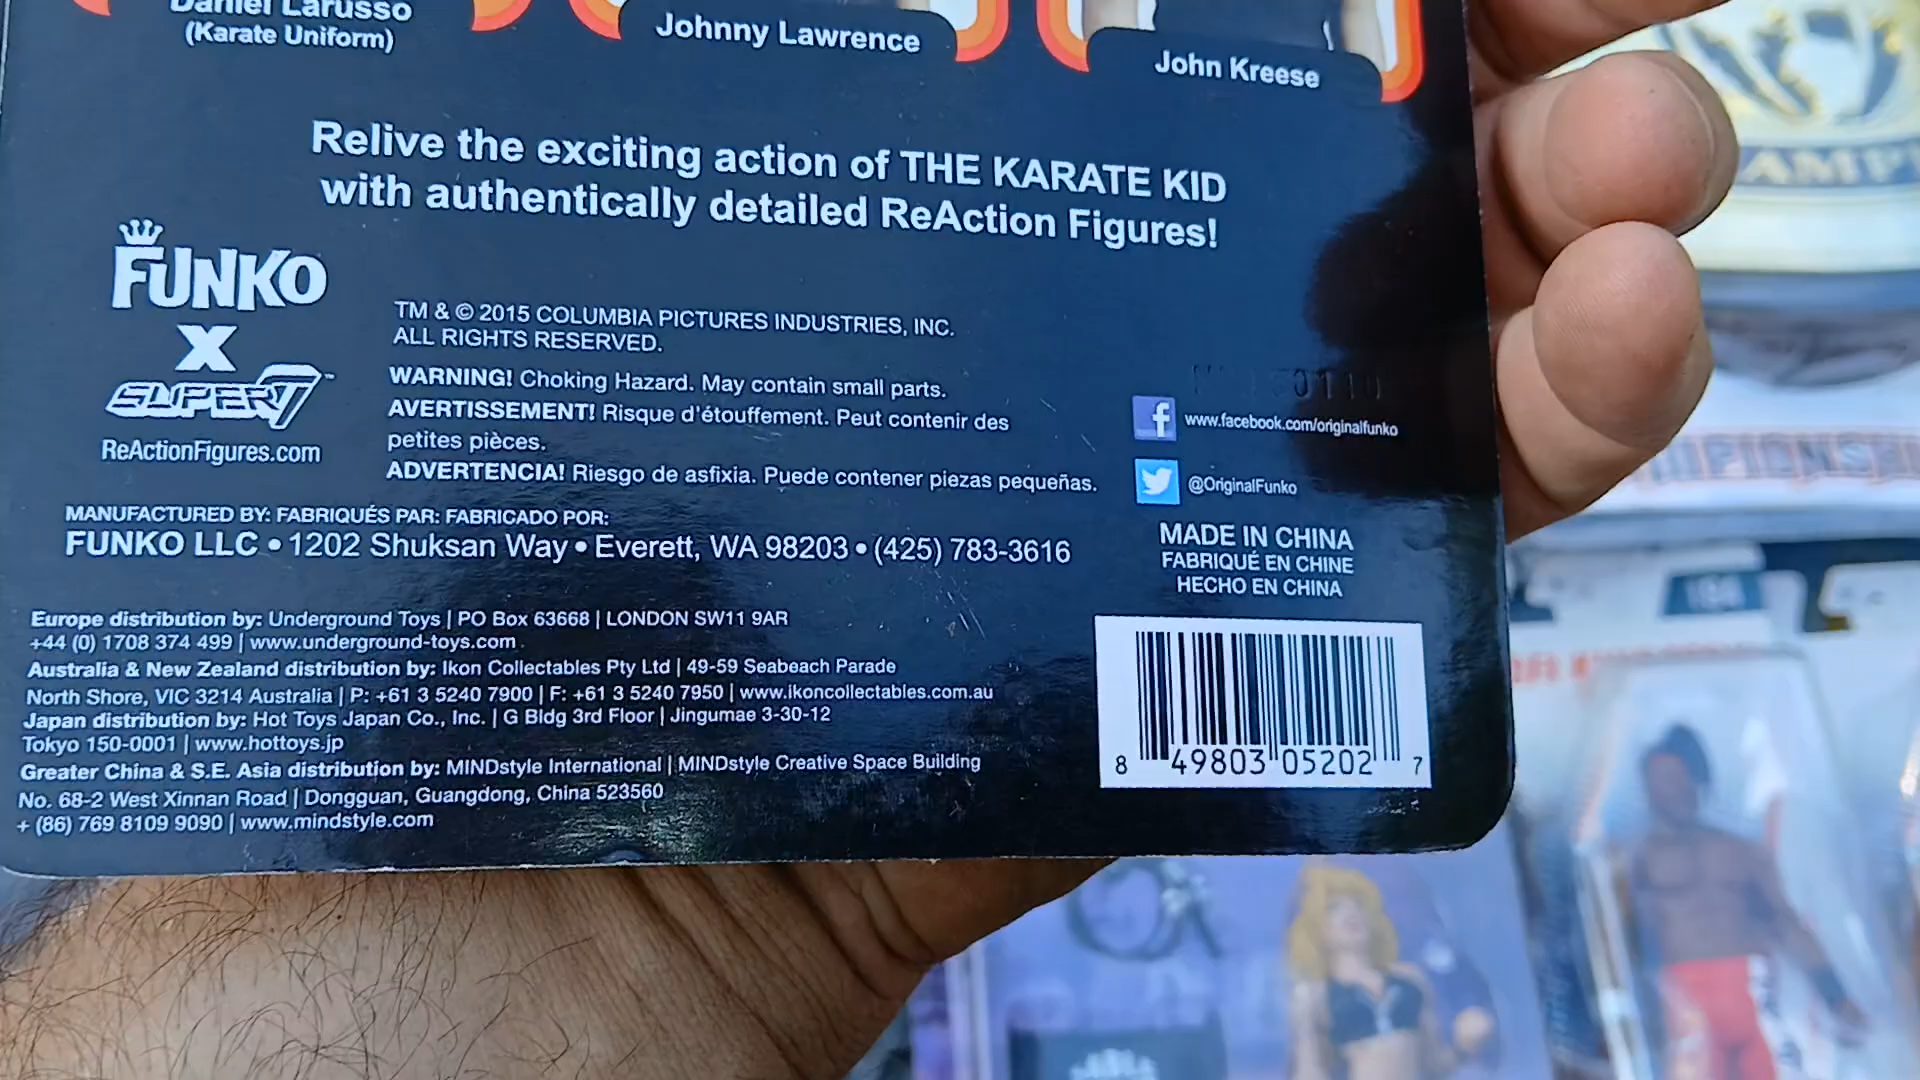 Daniel Larusso
(Karate Uniform)
Johnny Lawrence
John Kreese
Relive the exciting action of THE KARATE KID
with authentically detailed ReAction Figures!
FUNKO
X
SUPER7™
ReActionFigures.com
TM & © 2015 COLUMBIA PICTURES INDUSTRIES, INC.
ALL RIGHTS RESERVED.
WARNING! Choking Hazard. May contain small parts.
AVERTISSEMENT! Risque d'étouffement. Peut contenir des
petites pièces.
ADVERTENCIA! Riesgo de asfixia. Puede contener piezas pequeñas.
www.facebook.com/originalfunko
@OriginalFunko
MANUFACTURED BY: FABRIQUÉS PAR: FABRICADO POR:
FUNKO LLC • 1202 Shuksan Way • Everett, WA 98203 • (425) 783-3616
MADE IN CHINA
FABRIQUÉ EN CHINE
HECHO EN CHINA
Europe distribution by: Underground Toys | PO Box 63668 | LONDON SW11 9AR
+44 (0) 1708 374 499 | www.underground-toys.com
Australia & New Zealand distribution by: Ikon Collectables Pty Ltd | 49-59 Seabeach Parade
North Shore, VIC 3214 Australia | P: +61 3 5240 7900 | F: +61 3 5240 7950 | www.ikoncollectables.com.au
Japan distribution by: Hot Toys Japan Co., Inc. | G Bldg 3rd Floor | Jingumae 3-30-12
Tokyo 150-0001 | www.hottoys.jp
Greater China & S.E. Asia distribution by: MINDstyle International | MINDstyle Creative Space Building
No. 68-2 West Xinnan Road | Dongguan, Guangdong, China 523560
+ (86) 769 8109 9090 | www.mindstyle.com
8 49803 05202 7